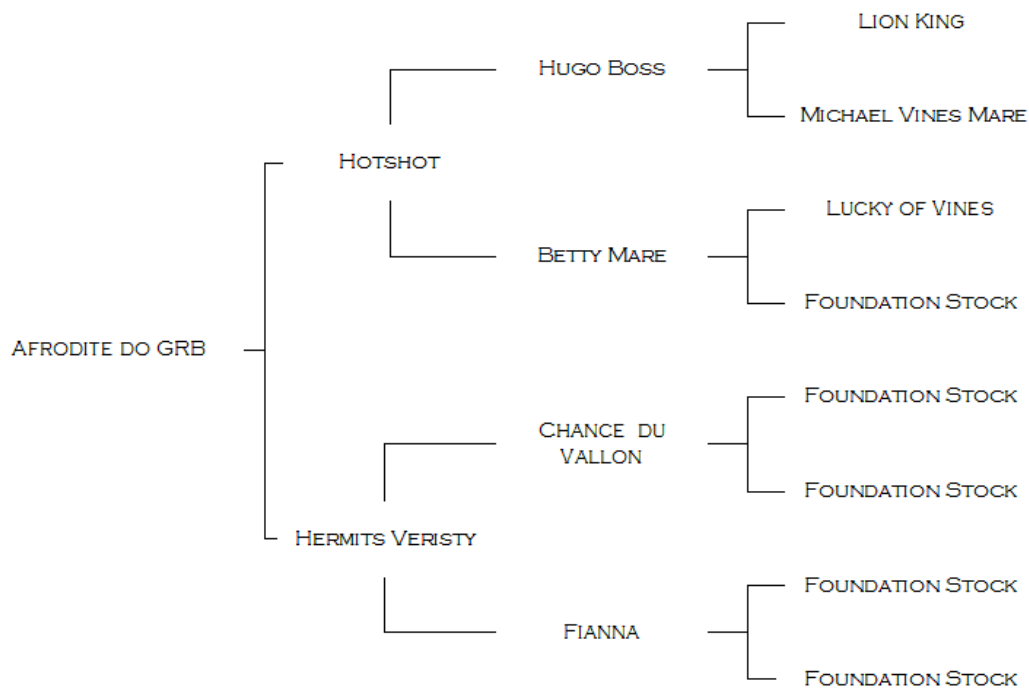 Lion King
Hugo Boss
Michael Vines Mare
Hotshot
Lucky of Vines
Betty Mare
Foundation Stock
Afrodite do GRB
Foundation Stock
Chance du
Vallon
Foundation Stock
Hermits Veristy
Foundation Stock
Fianna
Foundation Stock